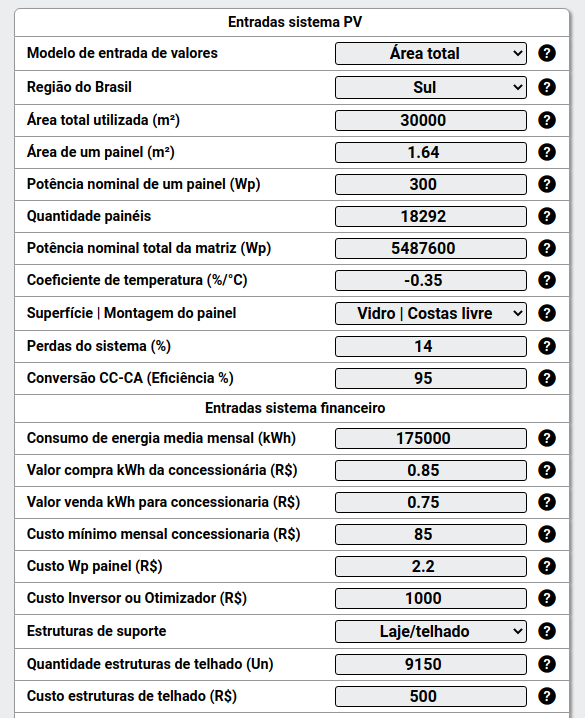 Entradas sistema PV
Modelo de entrada de valores Área total ?
Região do Brasil Sul ?
Área total utilizada (m²) 30000 ?
Área de um painel (m²) 1.64 ?
Potência nominal de um painel (Wp) 300 ?
Quantidade painéis 18292 ?
Potência nominal total da matriz (Wp) 5487600 ?
Coeficiente de temperatura (%/°C) -0.35 ?
Superfície | Montagem do painel Vidro | Costas livre ?
Perdas do sistema (%) 14 ?
Conversão CC-CA (Eficiência %) 95 ?
Entradas sistema financeiro
Consumo de energia media mensal (kWh) 175000 ?
Valor compra kWh da concessionária (R$) 0.85 ?
Valor venda kWh para concessionaria (R$) 0.75 ?
Custo mínimo mensal concessionaria (R$) 85 ?
Custo Wp painel (R$) 2.2 ?
Custo Inversor ou Otimizador (R$) 1000 ?
Estruturas de suporte Laje/telhado ?
Quantidade estruturas de telhado (Un) 9150 ?
Custo estruturas de telhado (R$) 500 ?